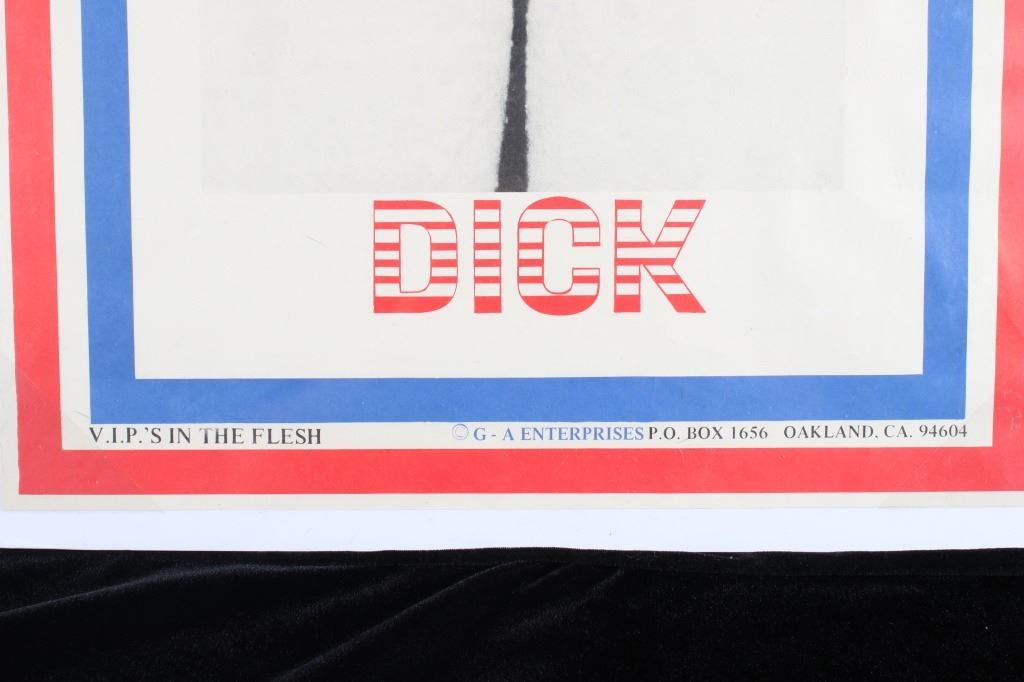 DICK
V.I.P.'S IN THE FLESH © G - A ENTERPRISES P.O. BOX 1656 OAKLAND, CA. 94604